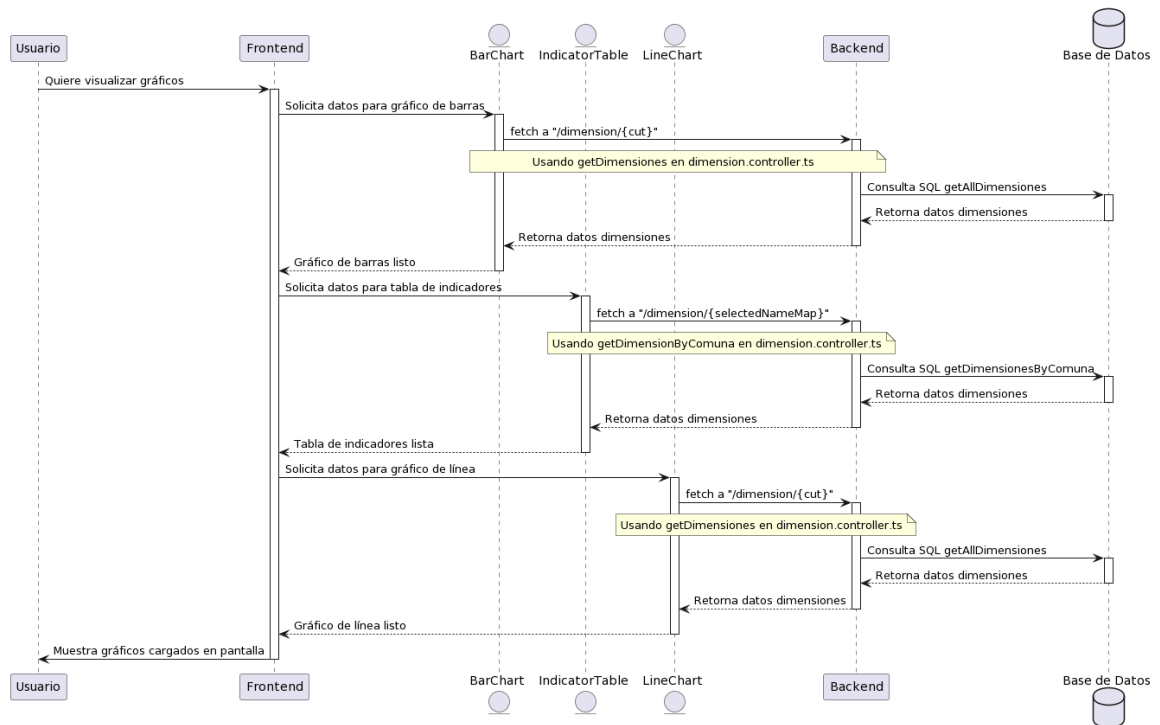 Base de Datos
Usuario
Frontend
BarChart
IndicatorTable
LineChart
Backend
Quiere visualizar gráficos
Solicita datos para gráfico de barras
fetch a "/dimension/{cut}"
Usando getDimensiones en dimension.controller.ts
Consulta SQL getAllDimensiones
Retorna datos dimensiones
Retorna datos dimensiones
Gráfico de barras listo
Solicita datos para tabla de indicadores
fetch a "/dimension/{selectedNameMap}"
Usando getDimensionByComuna en dimension.controller.ts
Consulta SQL getDimensionesByComuna
Retorna datos dimensiones
Retorna datos dimensiones
Tabla de indicadores lista
Solicita datos para gráfico de línea
fetch a "/dimension/{cut}"
Usando getDimensiones en dimension.controller.ts
Consulta SQL getAllDimensiones
Retorna datos dimensiones
Retorna datos dimensiones
Gráfico de línea listo
Muestra gráficos cargados en pantalla
Usuario
Frontend
BarChart
IndicatorTable
LineChart
Backend
Base de Datos